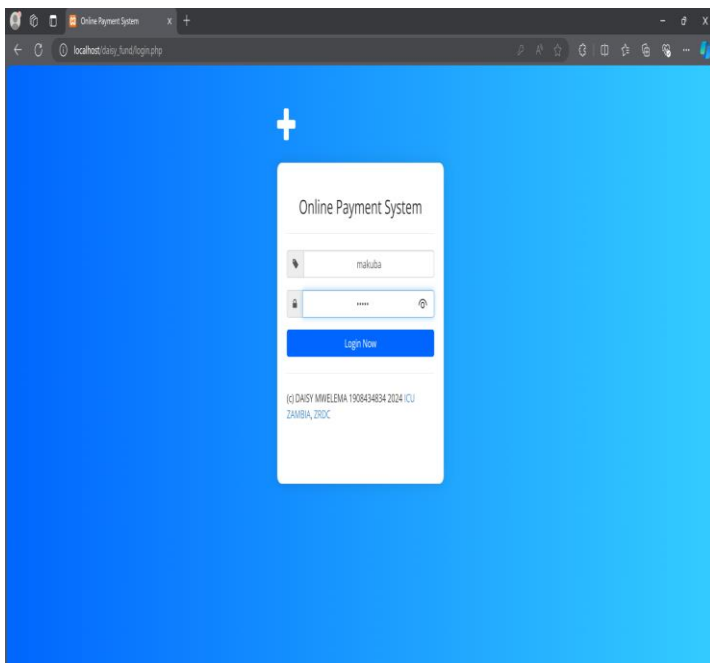 Online Payment System
localhost/daisy_fund/login.php
Online Payment System
makuba
•••••
Login Now
(c) DAISY MWELEMA 1908434834 2024 ICU
ZAMBIA, ZRDC